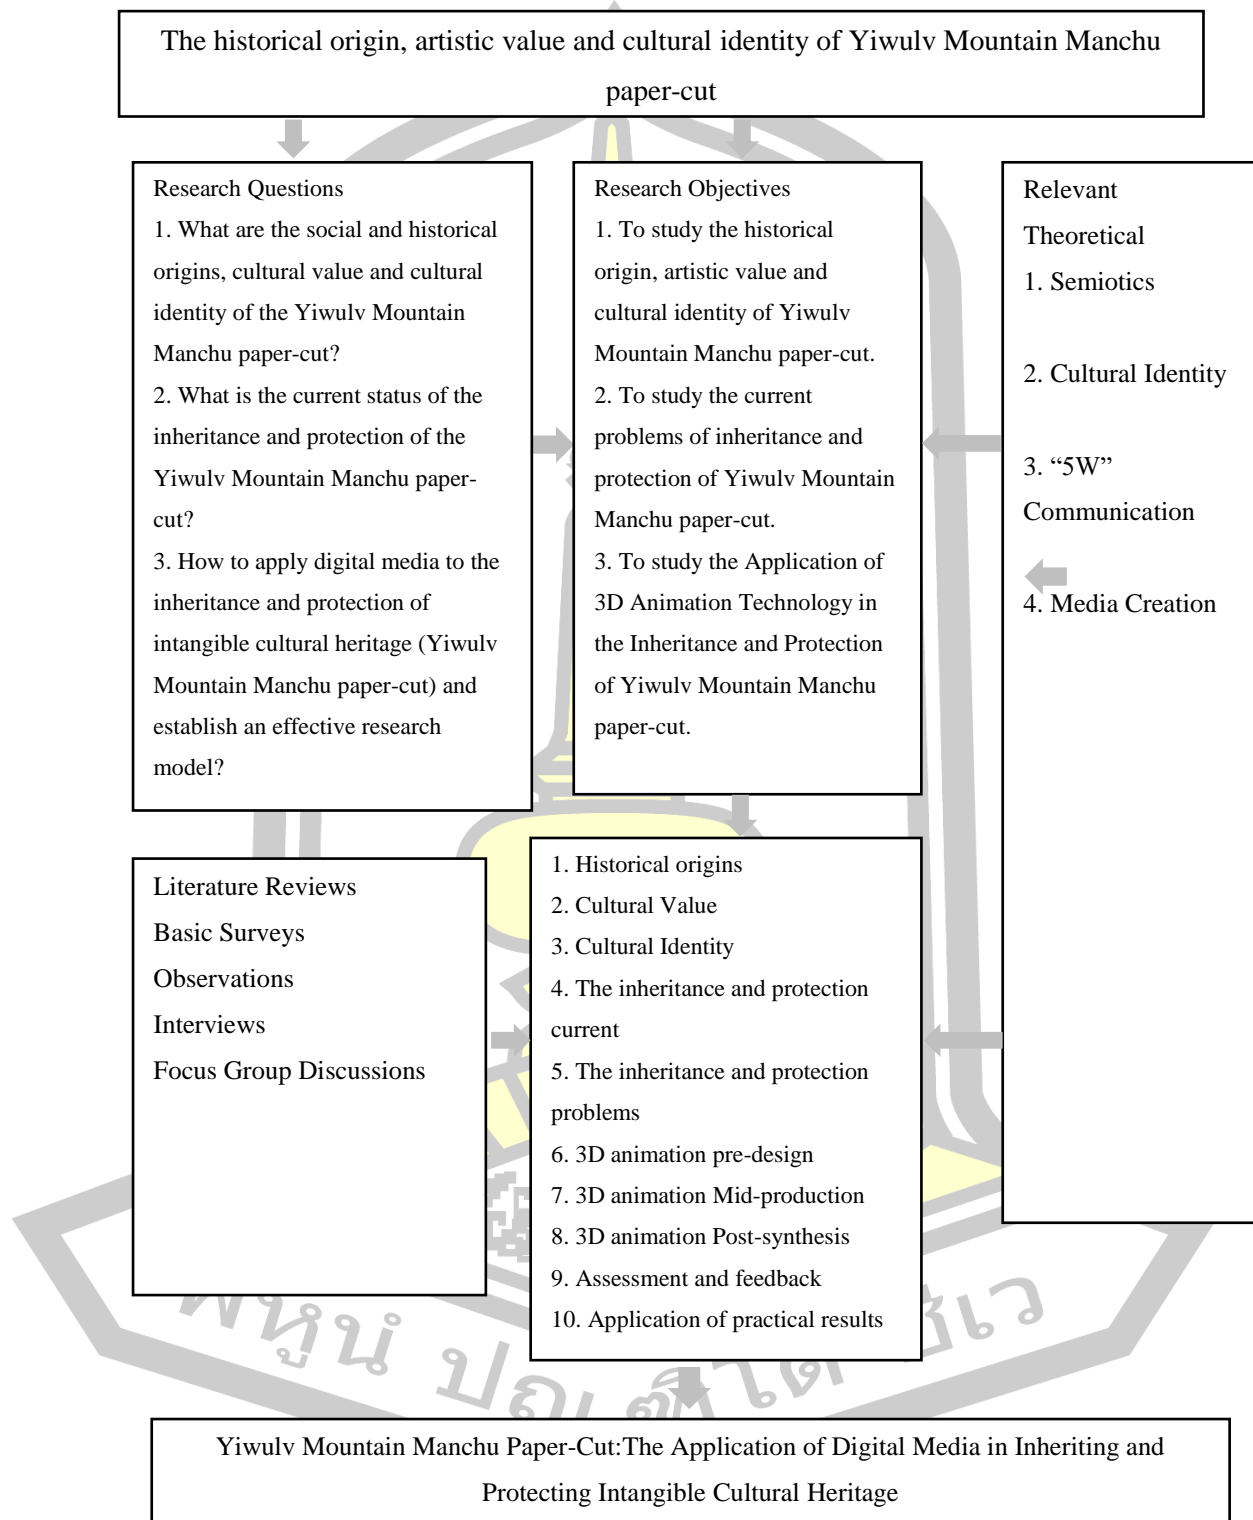 The historical origin, artistic value and cultural identity of Yiwulv Mountain Manchu
paper-cut
Research Questions
1. What are the social and historical
origins, cultural value and cultural
identity of the Yiwulv Mountain
Manchu paper-cut?
2. What is the current status of the
inheritance and protection of the
Yiwulv Mountain Manchu paper-
cut?
3. How to apply digital media to the
inheritance and protection of
intangible cultural heritage (Yiwulv
Mountain Manchu paper-cut) and
establish an effective research
model?
Research Objectives
1. To study the historical
origin, artistic value and
cultural identity of Yiwulv
Mountain Manchu paper-cut.
2. To study the current
problems of inheritance and
protection of Yiwulv Mountain
Manchu paper-cut.
3. To study the Application of
3D Animation Technology in
the Inheritance and Protection
of Yiwulv Mountain Manchu
paper-cut.
Relevant
Theoretical
1. Semiotics
2. Cultural Identity
3. “5W”
Communication
4. Media Creation
Literature Reviews
Basic Surveys
Observations
Interviews
Focus Group Discussions
1. Historical origins
2. Cultural Value
3. Cultural Identity
4. The inheritance and protection
current
5. The inheritance and protection
problems
6. 3D animation pre-design
7. 3D animation Mid-production
8. 3D animation Post-synthesis
9. Assessment and feedback
10. Application of practical results
พหูนํ ปณฺฑิโต ชีเว
Yiwulv Mountain Manchu Paper-Cut:The Application of Digital Media in Inheriting and
Protecting Intangible Cultural Heritage